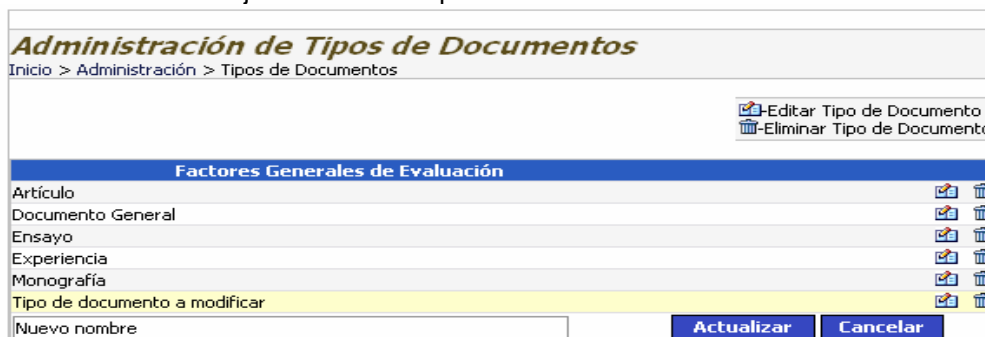 Administración de Tipos de Documentos
Inicio > Administración > Tipos de Documentos
-Editar Tipo de Documento
-Eliminar Tipo de Documento
Factores Generales de Evaluación
Artículo
Documento General
Ensayo
Experiencia
Monografía
Tipo de documento a modificar
Nuevo nombre Actualizar Cancelar